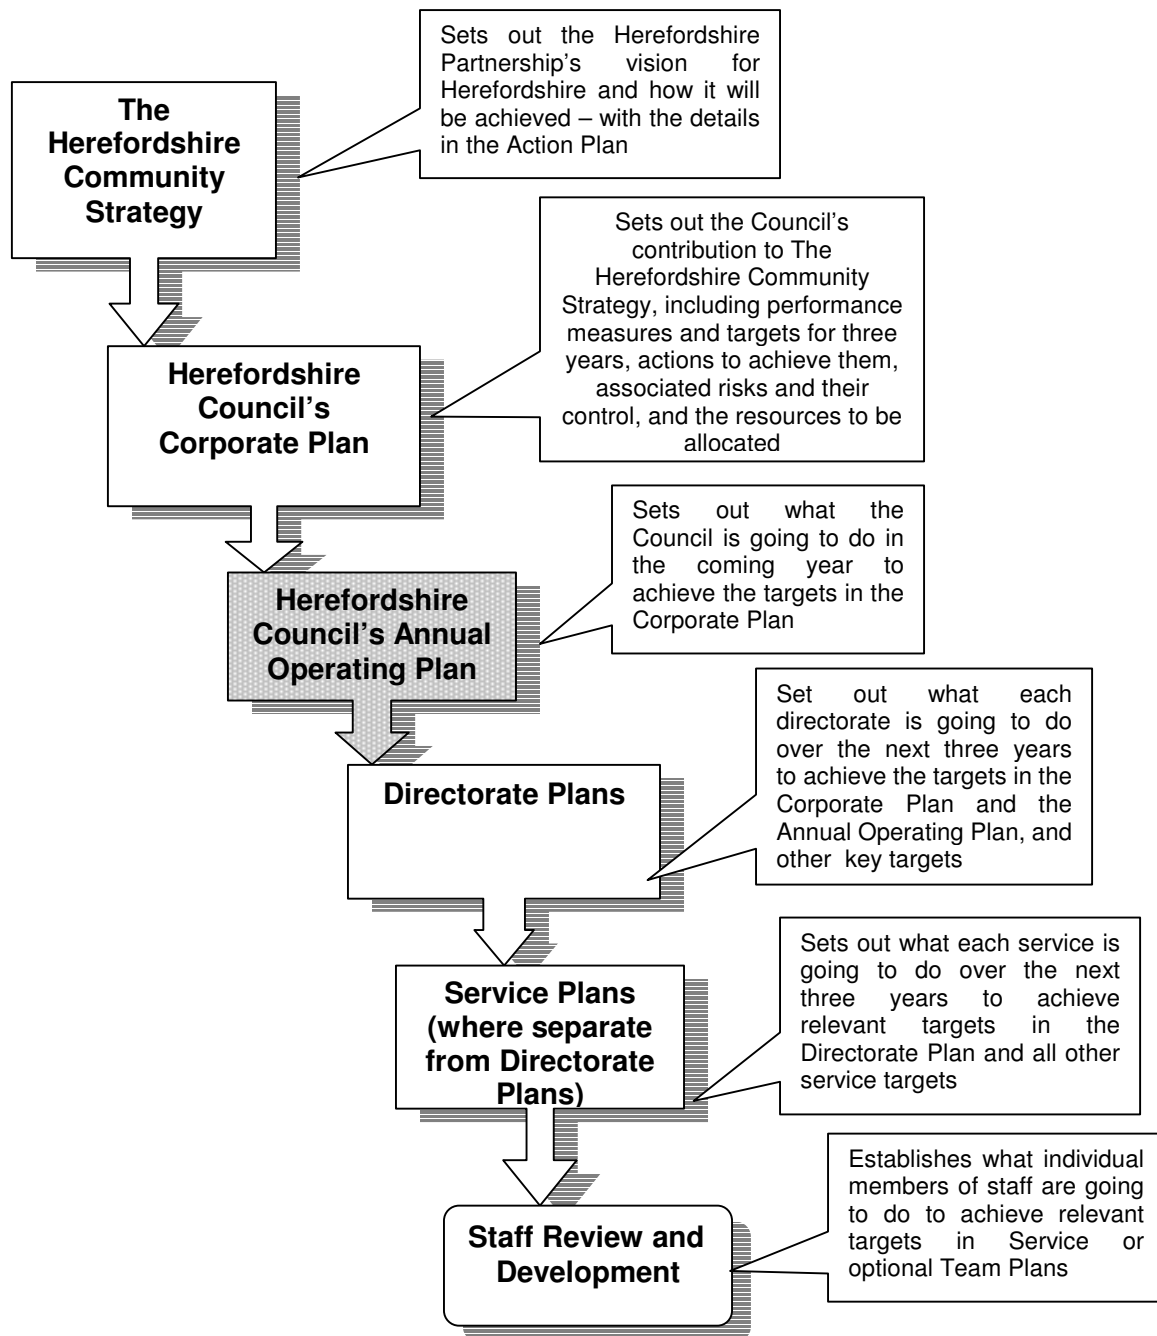 The
Herefordshire
Community
Strategy
Sets out the Herefordshire
Partnership’s vision for
Herefordshire and how it will
be achieved – with the details
in the Action Plan
Herefordshire
Council’s
Corporate Plan
Sets out the Council’s
contribution to The
Herefordshire Community
Strategy, including performance
measures and targets for three
years, actions to achieve them,
associated risks and their
control, and the resources to be
allocated
Herefordshire
Council’s Annual
Operating Plan
Sets out what the
Council is going to do in
the coming year to
achieve the targets in the
Corporate Plan
Directorate Plans
Set out what each
directorate is going to do
over the next three years
to achieve the targets in the
Corporate Plan and the
Annual Operating Plan, and
other key targets
Service Plans
(where separate
from Directorate
Plans)
Sets out what each service is
going to do over the next
three years to achieve
relevant targets in the
Directorate Plan and all other
service targets
Staff Review and
Development
Establishes what individual
members of staff are going
to do to achieve relevant
targets in Service or
optional Team Plans